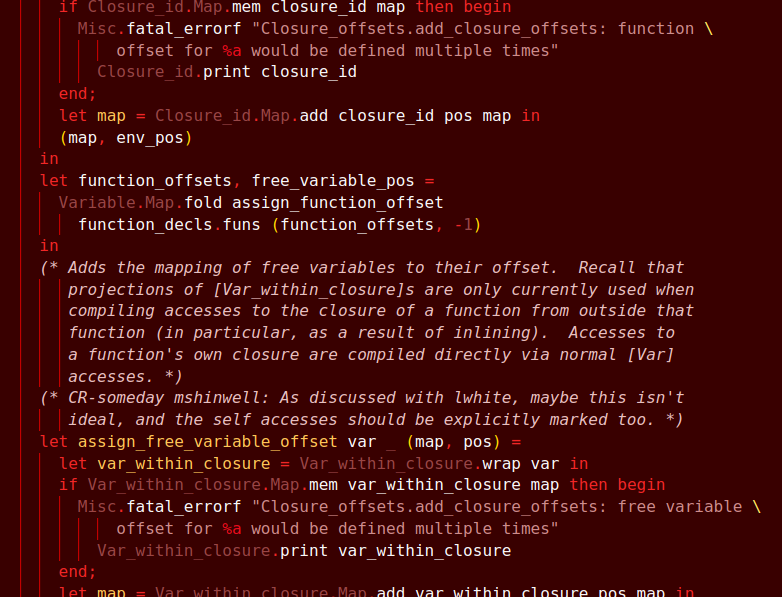 if Closure_id.Map.mem closure_id map then begin
Misc.fatal_errorf "Closure_offsets.add_closure_offsets: function \
offset for %a would be defined multiple times"
Closure_id.print closure_id
end;
let map = Closure_id.Map.add closure_id pos map in
(map, env_pos)
in
let function_offsets, free_variable_pos =
Variable.Map.fold assign_function_offset
function_decls.funs (function_offsets, -1)
in
(* Adds the mapping of free variables to their offset.  Recall that
projections of [Var_within_closure]s are only currently used when
compiling accesses to the closure of a function from outside that
function (in particular, as a result of inlining).  Accesses to
a function's own closure are compiled directly via normal [Var]
accesses. *)
(* CR-someday mshinwell: As discussed with lwhite, maybe this isn't
ideal, and the self accesses should be explicitly marked too. *)
let assign_free_variable_offset var _ (map, pos) =
let var_within_closure = Var_within_closure.wrap var in
if Var_within_closure.Map.mem var_within_closure map then begin
Misc.fatal_errorf "Closure_offsets.add_closure_offsets: free variable \
offset for %a would be defined multiple times"
Var_within_closure.print var_within_closure
end;
let map = Var_within_closure.Map.add var_within_closure pos map in